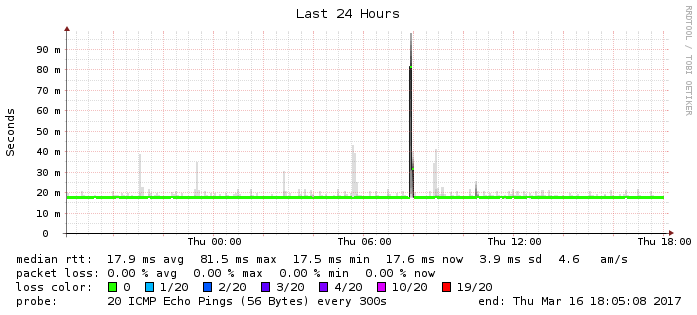 Last 24 Hours
RRDTOOL / TOBI OETIKER
Seconds
90 m
80 m
70 m
60 m
50 m
40 m
30 m
20 m
10 m
0
Thu 00:00 Thu 06:00 Thu 12:00 Thu 18:00
median rtt: 17.9 ms avg 81.5 ms max 17.5 ms min 17.6 ms now 3.9 ms sd 4.6 am/s
packet loss: 0.00 % avg 0.00 % max 0.00 % min 0.00 % now
loss color: 0 1/20 2/20 3/20 4/20 10/20 19/20
probe: 20 ICMP Echo Pings (56 Bytes) every 300s end: Thu Mar 16 18:05:08 2017